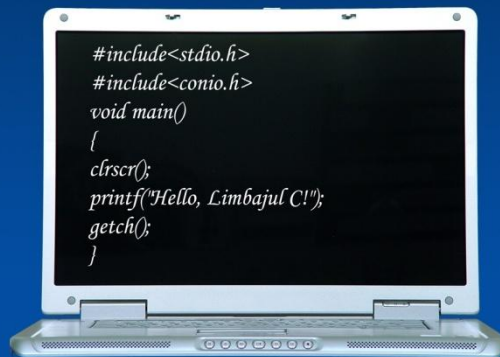 #include<stdio.h>
#include<conio.h>
void main()
{
clrscr();
printf("Hello, Limbajul C!");
getch();
}